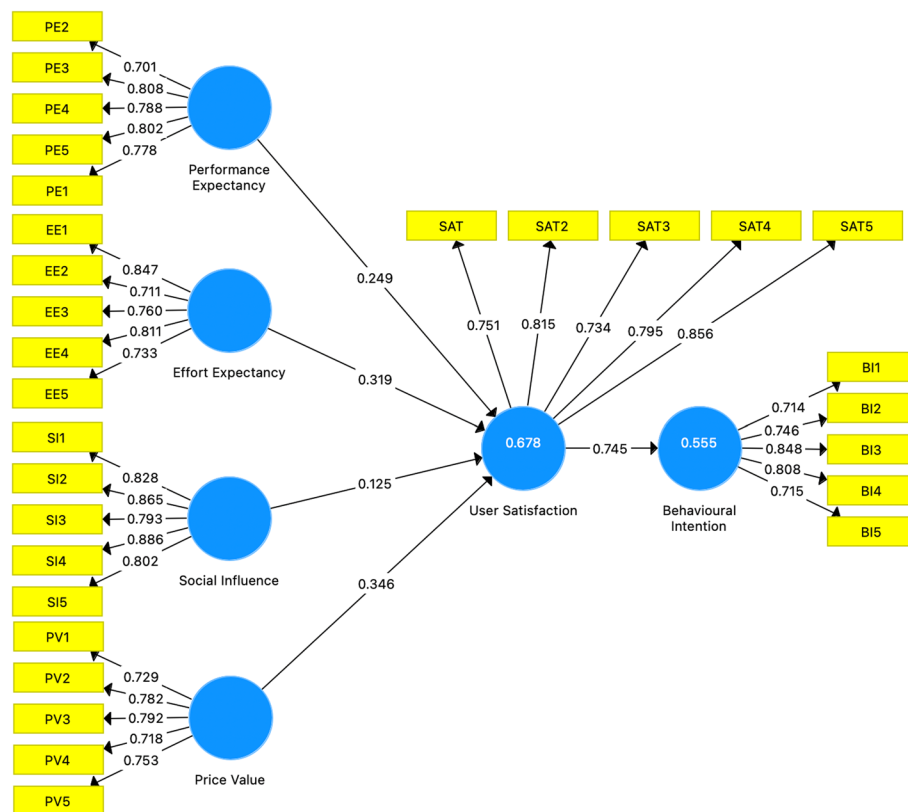 PE2
PE3
PE4
PE5
PE1
0.701
0.808
0.788
0.802
0.778
Performance
Expectancy
EE1
EE2
EE3
EE4
EE5
0.847
0.711
0.760
0.811
0.733
Effort Expectancy
SI1
SI2
SI3
SI4
SI5
0.828
0.865
0.793
0.886
0.802
Social Influence
PV1
PV2
PV3
PV4
PV5
0.729
0.782
0.792
0.718
0.753
Price Value
0.249
0.319
0.125
0.346
SAT
SAT2
SAT3
SAT4
SAT5
0.751
0.815
0.734
0.795
0.856
0.678
User Satisfaction
0.745
0.555
Behavioural
Intention
0.714
0.746
0.848
0.808
0.715
BI1
BI2
BI3
BI4
BI5